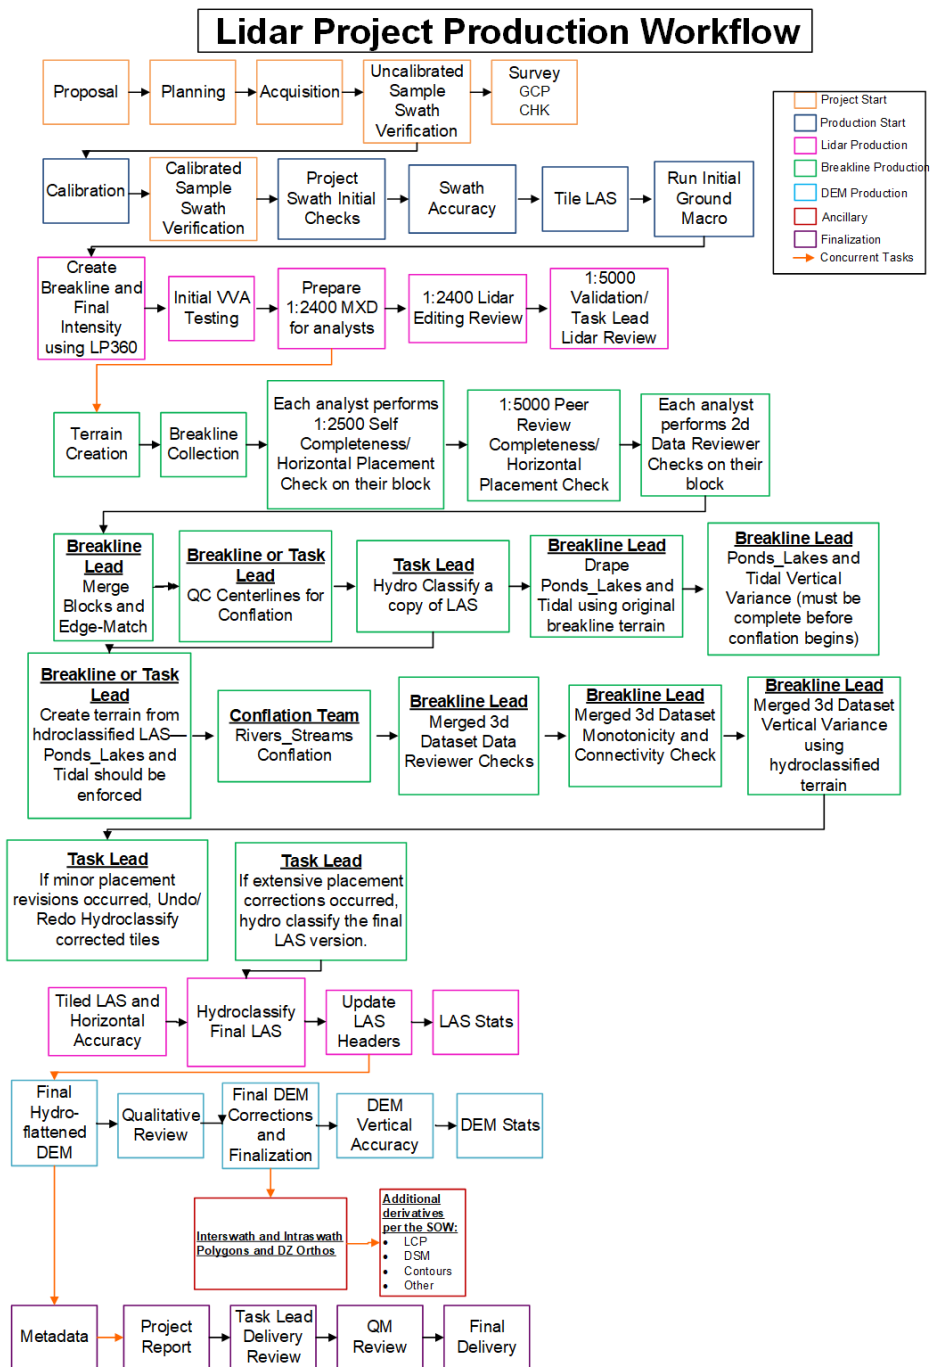 Lidar Project Production Workflow
Proposal
Planning
Acquisition
Uncalibrated
Sample
Swath
Verification
Survey
GCP
CHK
Project Start
Production Start
Lidar Production
Breakline Production
DEM Production
Ancillary
Finalization
Concurrent Tasks
Calibration
Calibrated
Sample
Swath
Verification
Project
Swath Initial
Checks
Swath
Accuracy
Tile LAS
Run Initial
Ground
Macro
Create
Breakline and
Final
Intensity
using LP360
Initial VVA
Testing
Prepare
1:2400 MXD
for analysts
1:2400 Lidar
Editing Review
1:5000
Validation/
Task Lead
Lidar Review
Terrain
Creation
Breakline
Collection
Each analyst performs
1:2500 Self
Completeness/
Horizontal Placement
Check on their block
1:5000 Peer
Review
Completeness/
Horizontal
Placement Check
Each analyst
performs 2d
Data Reviewer
Checks on their
block
Breakline
Lead
Merge
Blocks and
Edge-Match
Breakline or Task
Lead
QC Centerlines for
Conflation
Task Lead
Hydro Classify a
copy of LAS
Breakline Lead
Drape
Ponds_Lakes and
Tidal using original
breakline terrain
Breakline Lead
Ponds_Lakes and
Tidal Vertical
Variance (must be
complete before
conflation begins)
Breakline or Task
Lead
Create terrain from
hdroclassified LAS—
Ponds_Lakes and
Tidal should be
enforced
Conflation Team
Rivers_Streams
Conflation
Breakline Lead
Merged 3d
Dataset Data
Reviewer Checks
Breakline Lead
Merged 3d Dataset
Monotonicity and
Connectivity Check
Breakline Lead
Merged 3d Dataset
Vertical Variance
using
hydroclassified
terrain
Task Lead
If minor placement
revisions occurred, Undo/
Redo Hydroclassify
corrected tiles
Task Lead
If extensive placement
corrections occurred,
hydro classify the final
LAS version.
Tiled LAS and
Horizontal
Accuracy
Hydroclassify
Final LAS
Update
LAS
Headers
LAS Stats
Final
Hydro-
flattened
DEM
Qualitative
Review
Final DEM
Corrections
and
Finalization
DEM
Vertical
Accuracy
DEM Stats
Interswath and Intraswath
Polygons and DZ Orthos
Additional
derivatives
per the SOW:
• LCP
• DSM
• Contours
• Other
Metadata
Project
Report
Task Lead
Delivery
Review
QM
Review
Final
Delivery